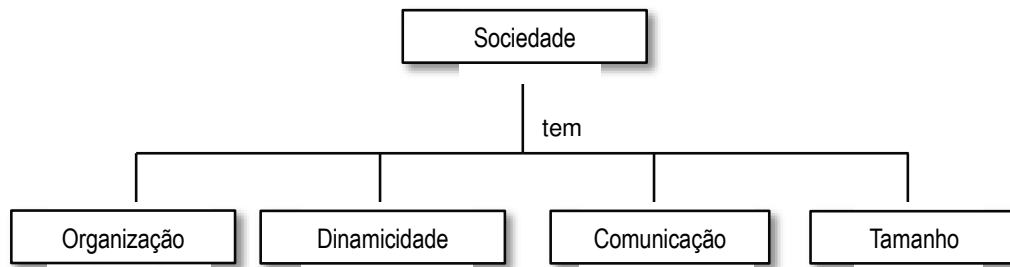 Sociedade
tem
Organização
Dinamicidade
Comunicação
Tamanho